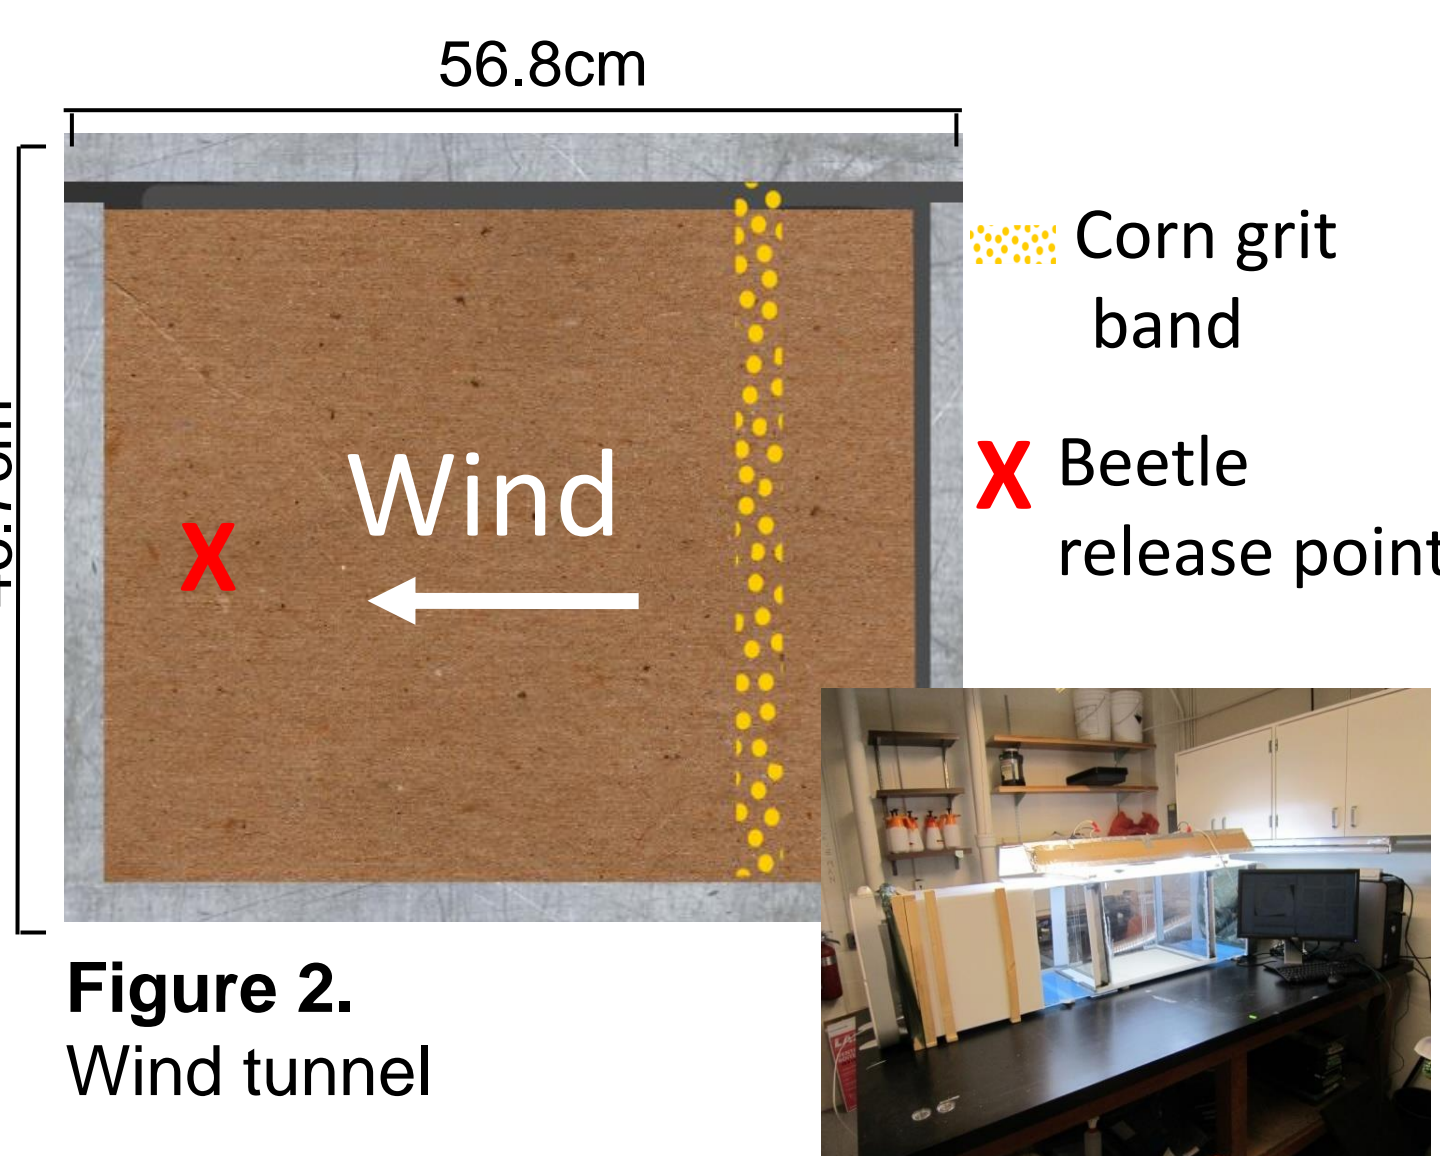 56.8cm
Corn grit
band
Wind
X
X Beetle
release point
Figure 2.
Wind tunnel